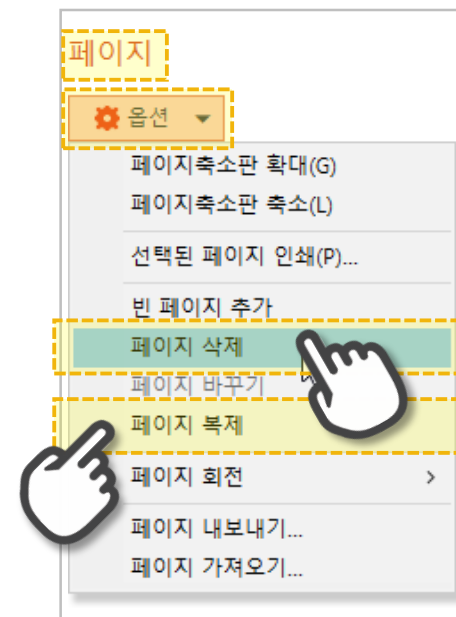 페이지
옵션
페이지축소판 확대(G)
페이지축소판 축소(L)
선택된 페이지 인쇄(P)...
빈 페이지 추가
페이지 삭제
페이지 바꾸기
페이지 복제
페이지 회전
페이지 내보내기...
페이지 가져오기...